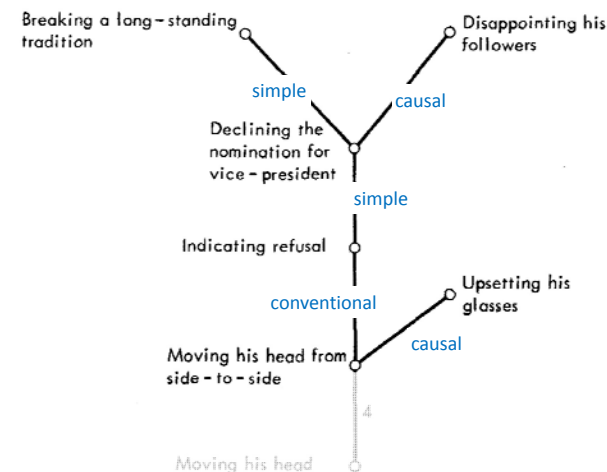 Breaking a long-standing
tradition
Disappointing his
followers
simple
causal
Declining the
nomination for
vice-president
simple
Indicating refusal
Upsetting his
glasses
conventional
causal
Moving his head from
side-to-side
4
Moving his head